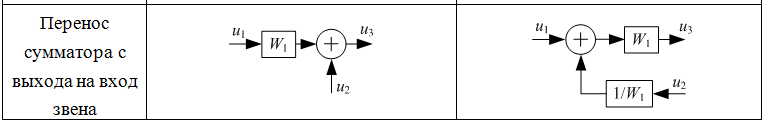 Перенос
сумматора с
выхода на вход
звена
u1 W1 + u3
u2
u1 + W1 u3
1/W1 u2